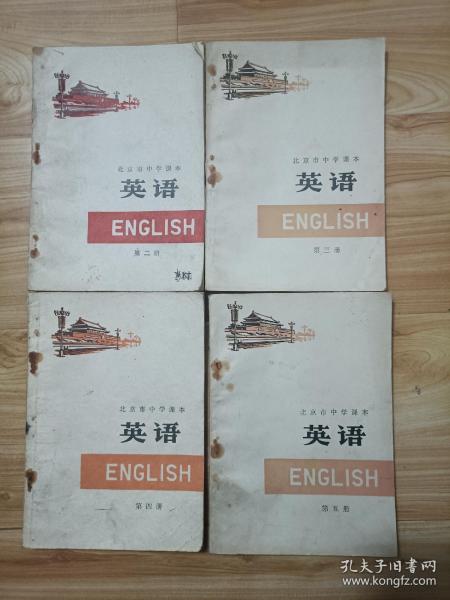 北京市中学课本
英语
ENGLISH
第二册
北京市中学课本
英语
ENGLISH
第三册
北京市中学课本
英语
ENGLISH
第四册
北京市中学课本
英语
ENGLISH
第五册
孔夫子旧书网
www.kongfz.com